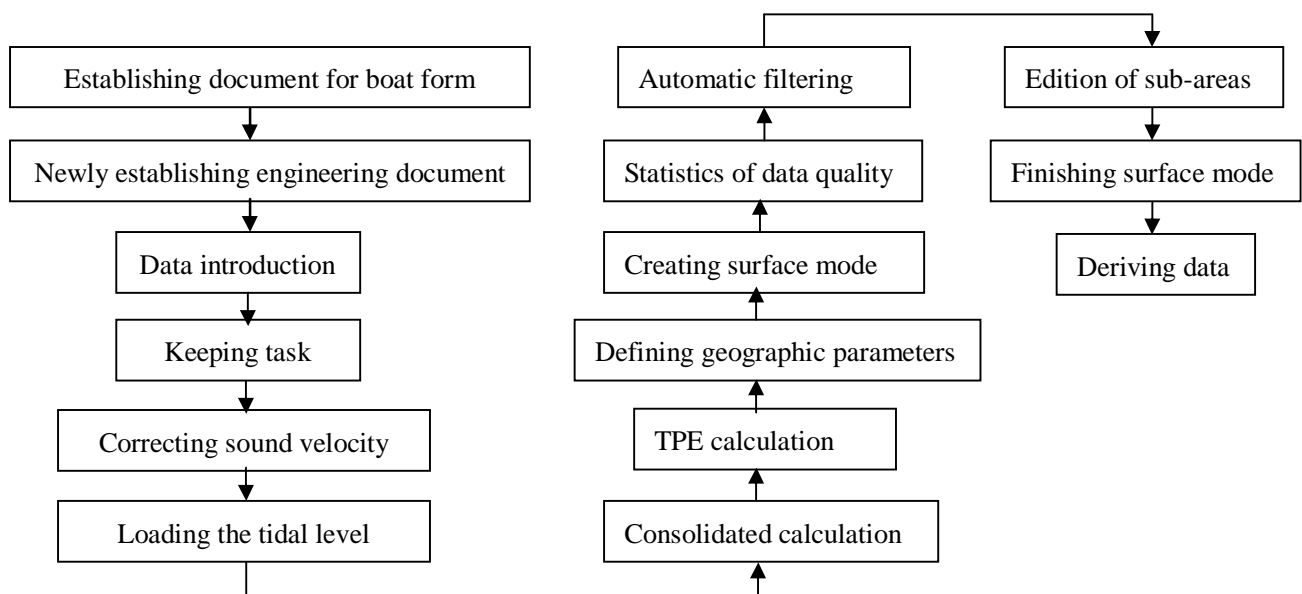 Establishing document for boat form
Newly establishing engineering document
Data introduction
Keeping task
Correcting sound velocity
Loading the tidal level
Consolidated calculation
TPE calculation
Defining geographic parameters
Creating surface mode
Statistics of data quality
Automatic filtering
Edition of sub-areas
Finishing surface mode
Deriving data